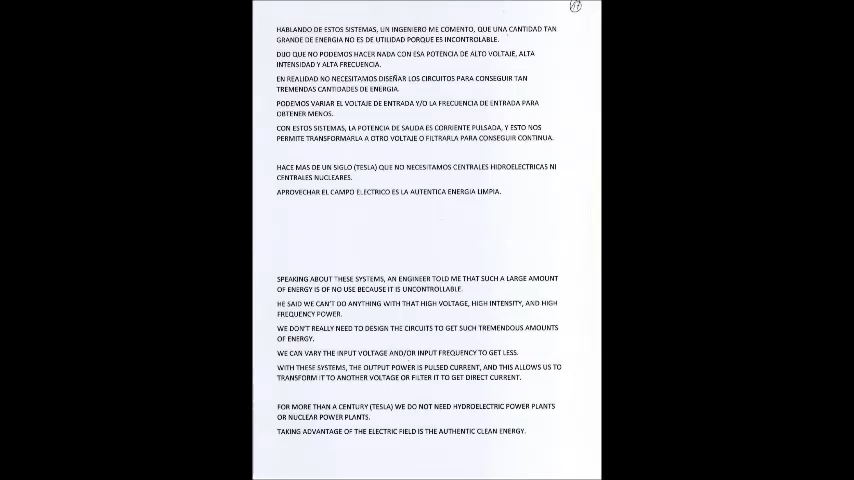 17
HABLANDO DE ESTOS SISTEMAS, UN INGENIERO ME COMENTO, QUE UNA CANTIDAD TAN
GRANDE DE ENERGIA NO ES DE UTILIDAD PORQUE ES INCONTROLABLE.
DIJO QUE NO PODEMOS HACER NADA CON ESA POTENCIA DE ALTO VOLTAJE, ALTA
INTENSIDAD Y ALTA FRECUENCIA.
EN REALIDAD NO NECESITAMOS DISEÑAR LOS CIRCUITOS PARA CONSEGUIR TAN
TREMENDAS CANTIDADES DE ENERGIA.
PODEMOS VARIAR EL VOLTAJE DE ENTRADA Y/O LA FRECUENCIA DE ENTRADA PARA
OBTENER MENOS.
CON ESTOS SISTEMAS, LA POTENCIA DE SALIDA ES CORRIENTE PULSADA, Y ESTO NOS
PERMITE TRANSFORMARLA A OTRO VOLTAJE O FILTRARLA PARA CONSEGUIR CONTINUA.
HACE MAS DE UN SIGLO (TESLA) QUE NO NECESITAMOS CENTRALES HIDROELECTRICAS NI
CENTRALES NUCLEARES.
APROVECHAR EL CAMPO ELECTRICO ES LA AUTENTICA ENERGIA LIMPIA.
SPEAKING ABOUT THESE SYSTEMS, AN ENGINEER TOLD ME THAT SUCH A LARGE AMOUNT
OF ENERGY IS OF NO USE BECAUSE IT IS UNCONTROLLABLE.
HE SAID WE CAN'T DO ANYTHING WITH THAT HIGH VOLTAGE, HIGH INTENSITY, AND HIGH
FREQUENCY POWER.
WE DON'T REALLY NEED TO DESIGN THE CIRCUITS TO GET SUCH TREMENDOUS AMOUNTS
OF ENERGY.
WE CAN VARY THE INPUT VOLTAGE AND/OR INPUT FREQUENCY TO GET LESS.
WITH THESE SYSTEMS, THE OUTPUT POWER IS PULSED CURRENT, AND THIS ALLOWS US TO
TRANSFORM IT TO ANOTHER VOLTAGE OR FILTER IT TO GET DIRECT CURRENT.
FOR MORE THAN A CENTURY (TESLA) WE DO NOT NEED HYDROELECTRIC POWER PLANTS
OR NUCLEAR POWER PLANTS.
TAKING ADVANTAGE OF THE ELECTRIC FIELD IS THE AUTHENTIC CLEAN ENERGY.